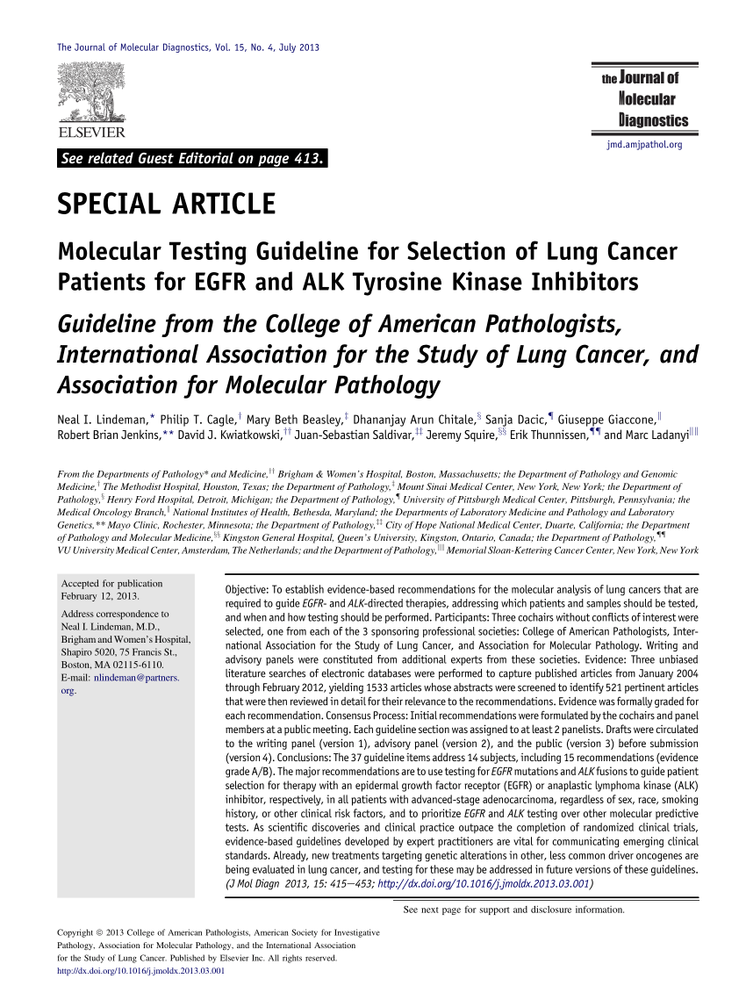 The Journal of Molecular Diagnostics, Vol. 15, No. 4, July 2013
ELSEVIER
the Journal of
Molecular
Diagnostics
jmd.amjpathol.org
See related Guest Editorial on page 413.
SPECIAL ARTICLE
Molecular Testing Guideline for Selection of Lung Cancer
Patients for EGFR and ALK Tyrosine Kinase Inhibitors
Guideline from the College of American Pathologists,
International Association for the Study of Lung Cancer, and
Association for Molecular Pathology
Neal I. Lindeman,* Philip T. Cagle,† Mary Beth Beasley,‡ Dhananjay Arun Chitale,§ Sanja Dacic,¶ Giuseppe Giaccone,‖
Robert Brian Jenkins,** David J. Kwiatkowski,†† Juan-Sebastian Saldivar,‡‡ Jeremy Squire,§§ Erik Thunnissen,¶¶ and Marc Ladanyi‖‖
From the Departments of Pathology* and Medicine,†† Brigham & Women's Hospital, Boston, Massachusetts; the Department of Pathology and Genomic
Medicine,† The Methodist Hospital, Houston, Texas; the Department of Pathology,‡ Mount Sinai Medical Center, New York, New York; the Department of
Pathology,§ Henry Ford Hospital, Detroit, Michigan; the Department of Pathology,¶ University of Pittsburgh Medical Center, Pittsburgh, Pennsylvania; the
Medical Oncology Branch,‖ National Institutes of Health, Bethesda, Maryland; the Departments of Laboratory Medicine and Pathology and Laboratory
Genetics,** Mayo Clinic, Rochester, Minnesota; the Department of Pathology,‡‡ City of Hope National Medical Center, Duarte, California; the Department
of Pathology and Molecular Medicine,§§ Kingston General Hospital, Queen's University, Kingston, Ontario, Canada; the Department of Pathology,¶¶
VU University Medical Center, Amsterdam, The Netherlands; and the Department of Pathology,‖‖ Memorial Sloan-Kettering Cancer Center, New York, New York
Accepted for publication
February 12, 2013.
Address correspondence to
Neal I. Lindeman, M.D.,
Brigham and Women's Hospital,
Shapiro 5020, 75 Francis St.,
Boston, MA 02115-6110.
E-mail: nlindeman@partners.
org.
Objective: To establish evidence-based recommendations for the molecular analysis of lung cancers that are
required to guide EGFR- and ALK-directed therapies, addressing which patients and samples should be tested,
and when and how testing should be performed. Participants: Three cochairs without conflicts of interest were
selected, one from each of the 3 sponsoring professional societies: College of American Pathologists, Inter-
national Association for the Study of Lung Cancer, and Association for Molecular Pathology. Writing and
advisory panels were constituted from additional experts from these societies. Evidence: Three unbiased
literature searches of electronic databases were performed to capture published articles from January 2004
through February 2012, yielding 1533 articles whose abstracts were screened to identify 521 pertinent articles
that were then reviewed in detail for their relevance to the recommendations. Evidence was formally graded for
each recommendation. Consensus Process: Initial recommendations were formulated by the cochairs and panel
members at a public meeting. Each guideline section was assigned to at least 2 panelists. Drafts were circulated
to the writing panel (version 1), advisory panel (version 2), and the public (version 3) before submission
(version 4). Conclusions: The 37 guideline items address 14 subjects, including 15 recommendations (evidence
grade A/B). The major recommendations are to use testing for EGFR mutations and ALK fusions to guide patient
selection for therapy with an epidermal growth factor receptor (EGFR) or anaplastic lymphoma kinase (ALK)
inhibitor, respectively, in all patients with advanced-stage adenocarcinoma, regardless of sex, race, smoking
history, or other clinical risk factors, and to prioritize EGFR and ALK testing over other molecular predictive
tests. As scientific discoveries and clinical practice outpace the completion of randomized clinical trials,
evidence-based guidelines developed by expert practitioners are vital for communicating emerging clinical
standards. Already, new treatments targeting genetic alterations in other, less common driver oncogenes are
being evaluated in lung cancer, and testing for these may be addressed in future versions of these guidelines.
(J Mol Diagn 2013, 15: 415—453; http://dx.doi.org/10.1016/j.jmoldx.2013.03.001)
See next page for support and disclosure information.
Copyright © 2013 College of American Pathologists, American Society for Investigative
Pathology, Association for Molecular Pathology, and the International Association
for the Study of Lung Cancer. Published by Elsevier Inc. All rights reserved.
http://dx.doi.org/10.1016/j.jmoldx.2013.03.001